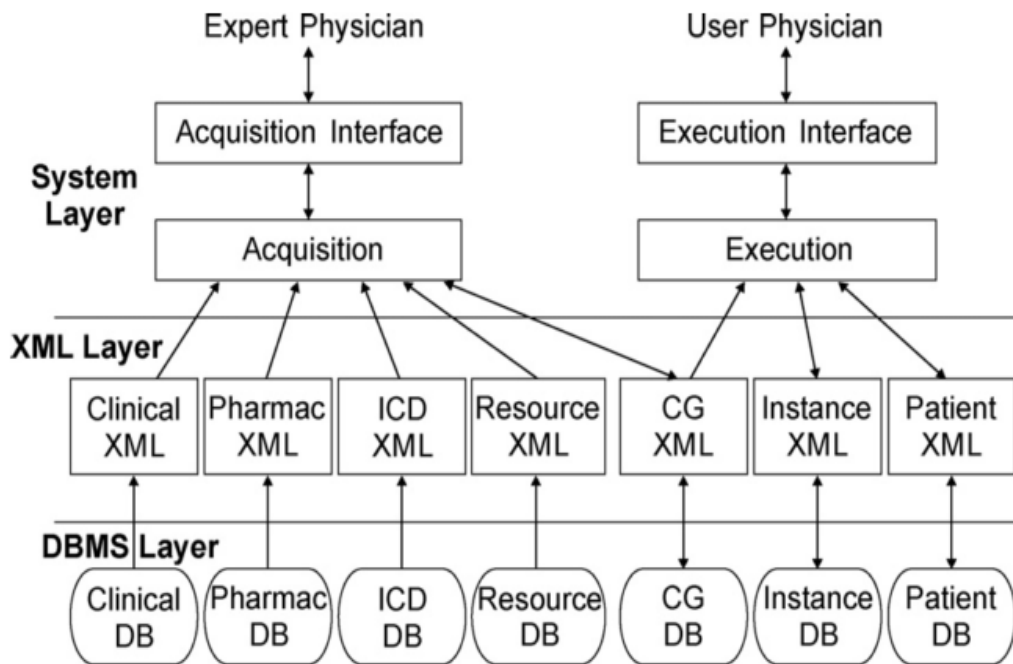 Expert Physician
User Physician
Acquisition Interface
Execution Interface
System
Layer
Acquisition
Execution
XML Layer
Clinical
XML
Pharmac
XML
ICD
XML
Resource
XML
CG
XML
Instance
XML
Patient
XML
DBMS Layer
Clinical
DB
Pharmac
DB
ICD
DB
Resource
DB
CG
DB
Instance
DB
Patient
DB